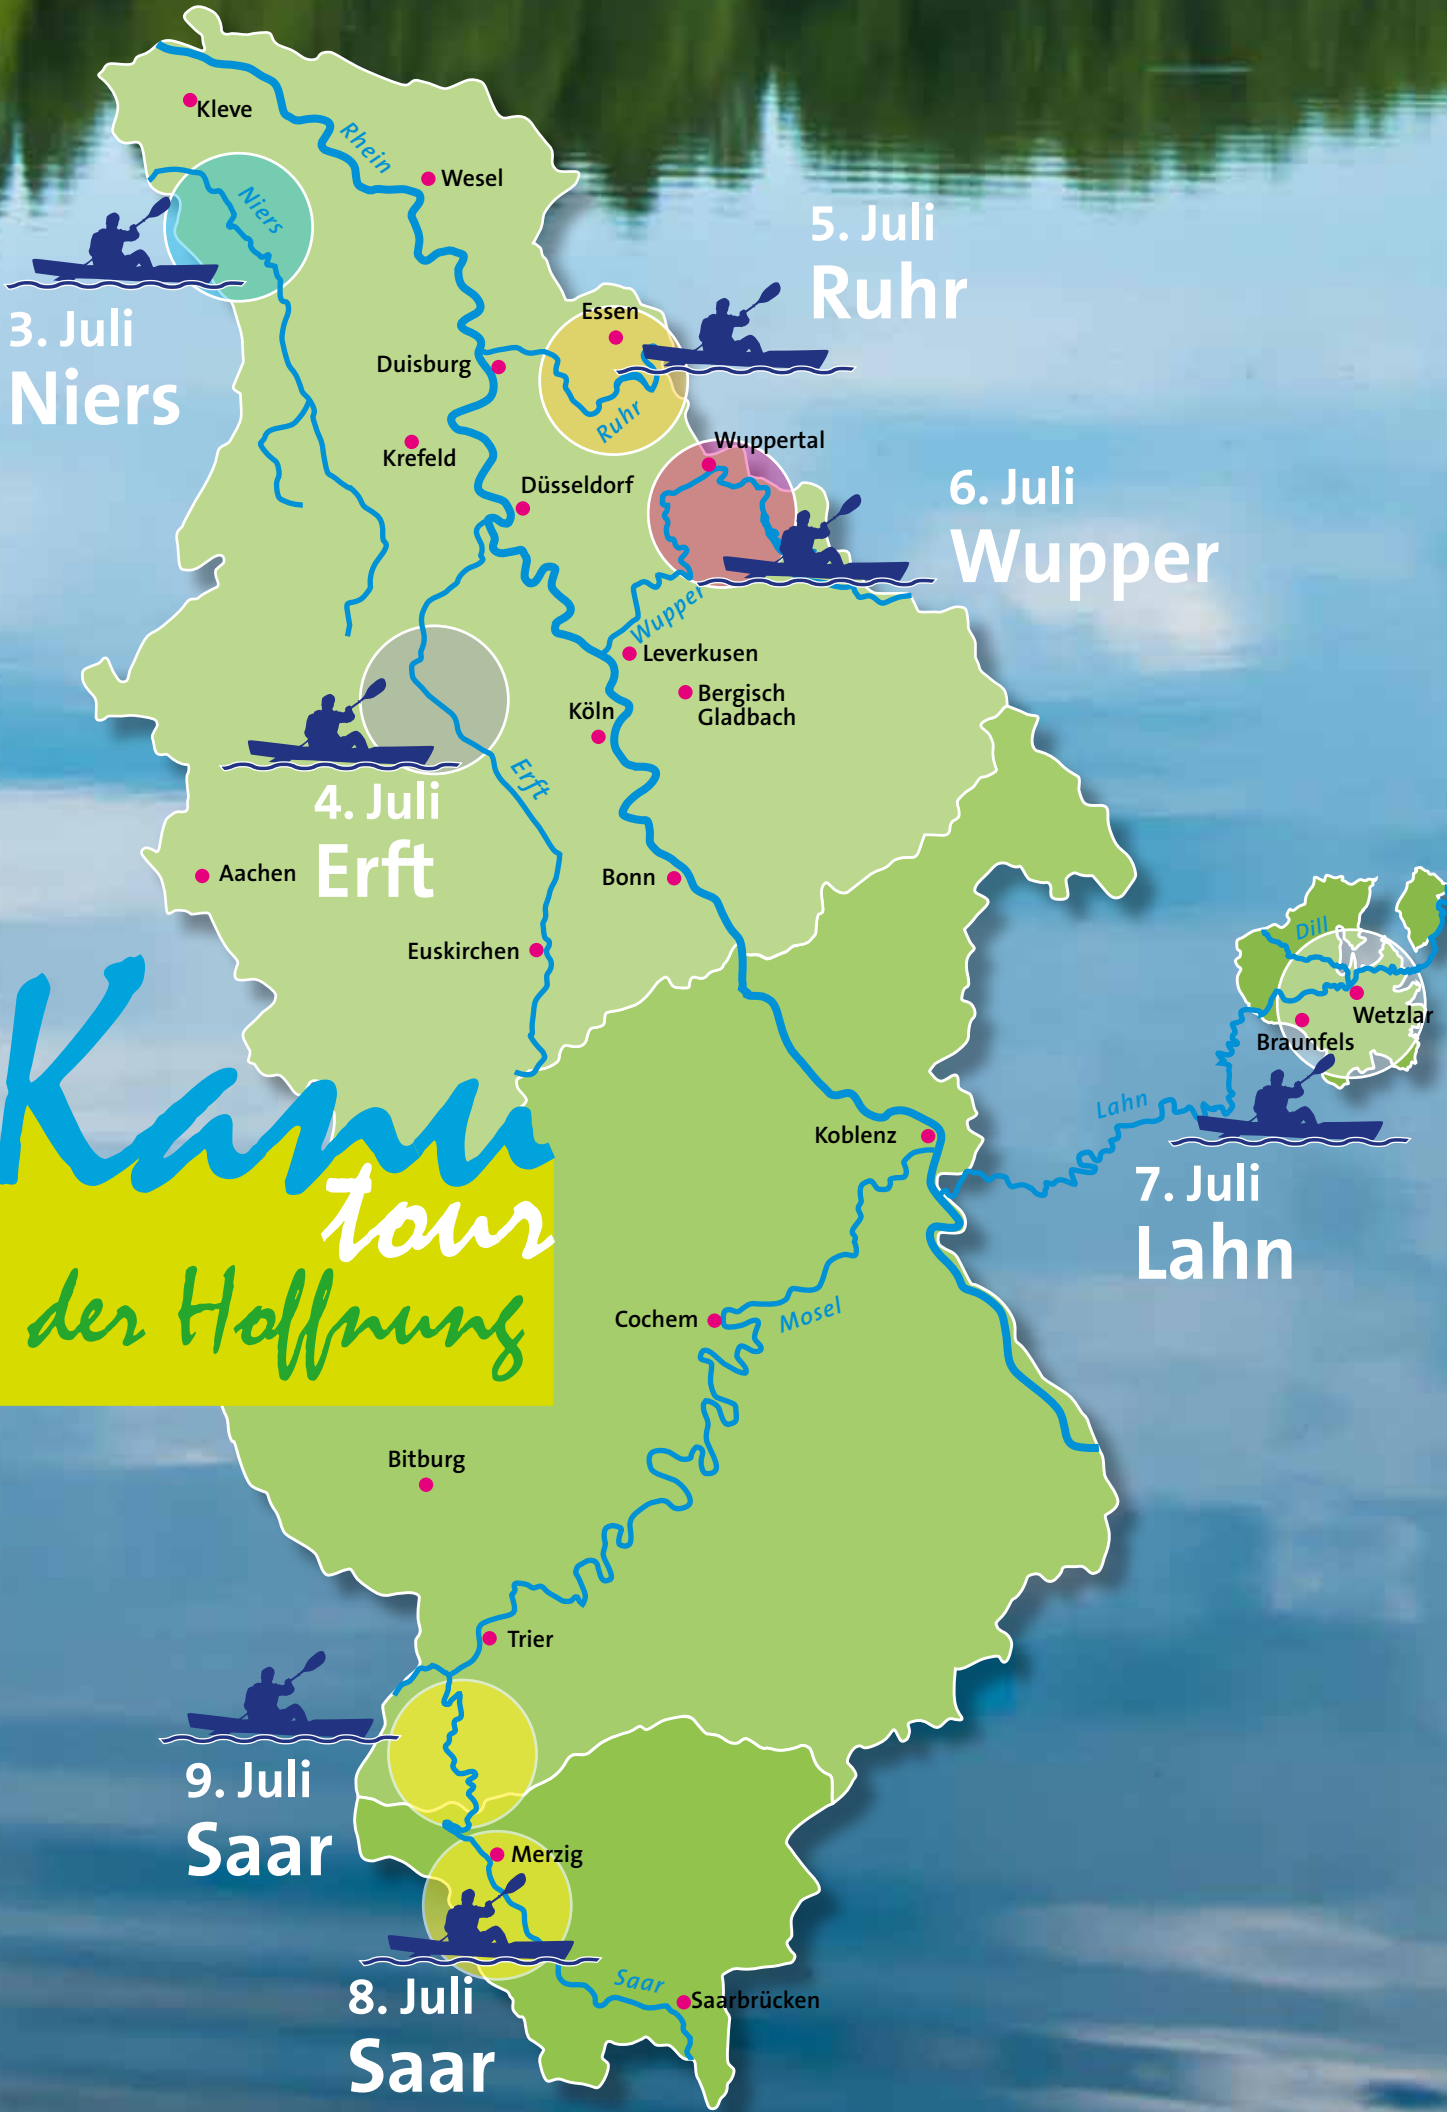 Kleve
Rhein
Wesel
Niers
3. Juli
Niers
5. Juli
Ruhr
Essen
Duisburg
Ruhr
Krefeld
Wuppertal
Düsseldorf
6. Juli
Wupper
Wupper
Leverkusen
Bergisch
Gladbach
Köln
Erft
4. Juli
Erft
Aachen
Bonn
Euskirchen
Dill
Wetzlar
Braunfels
Kanu
tour
der Hoffnung
Lahn
Koblenz
7. Juli
Lahn
Cochem
Mosel
Bitburg
Trier
9. Juli
Saar
Merzig
8. Juli
Saar
Saar
Saarbrücken